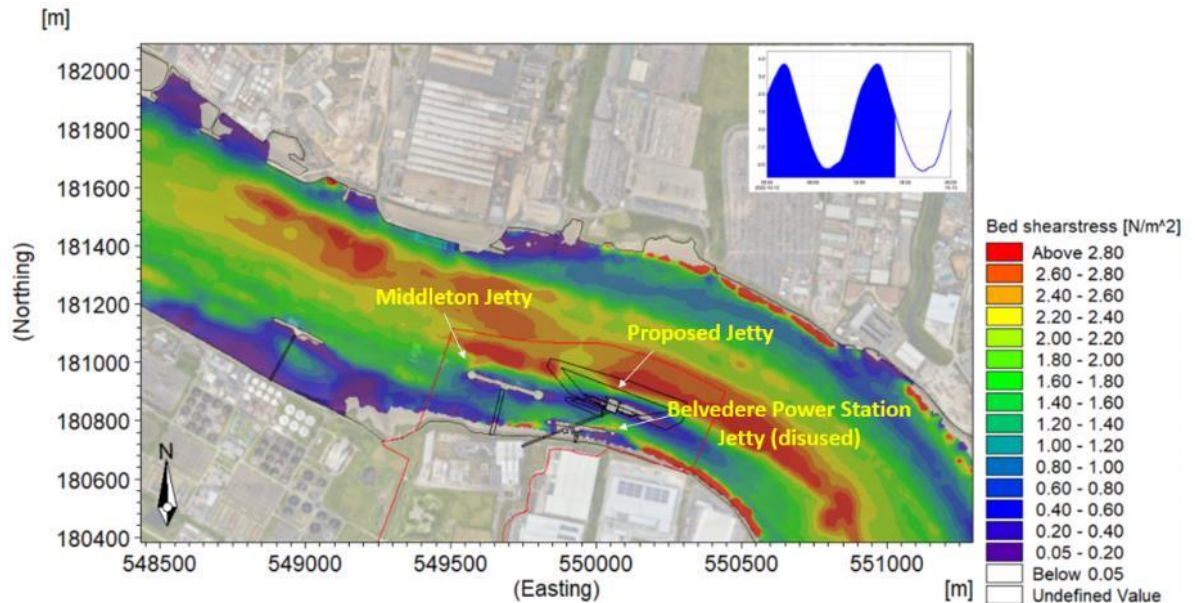 [m]
182000
181800
181600
181400
181200
181000
180800
180600
180400
(Northing)
Middleton Jetty
Proposed Jetty
Belvedere Power Station
Jetty (disused)
N
548500
549000
549500
550000
550500
551000
(Easting)
[m]
Bed shearstress [N/m^2]
Above 2.80
2.60 - 2.80
2.40 - 2.60
2.20 - 2.40
2.00 - 2.20
1.80 - 2.00
1.60 - 1.80
1.40 - 1.60
1.20 - 1.40
1.00 - 1.20
0.80 - 1.00
0.60 - 0.80
0.40 - 0.60
0.20 - 0.40
0.05 - 0.20
Below 0.05
Undefined Value